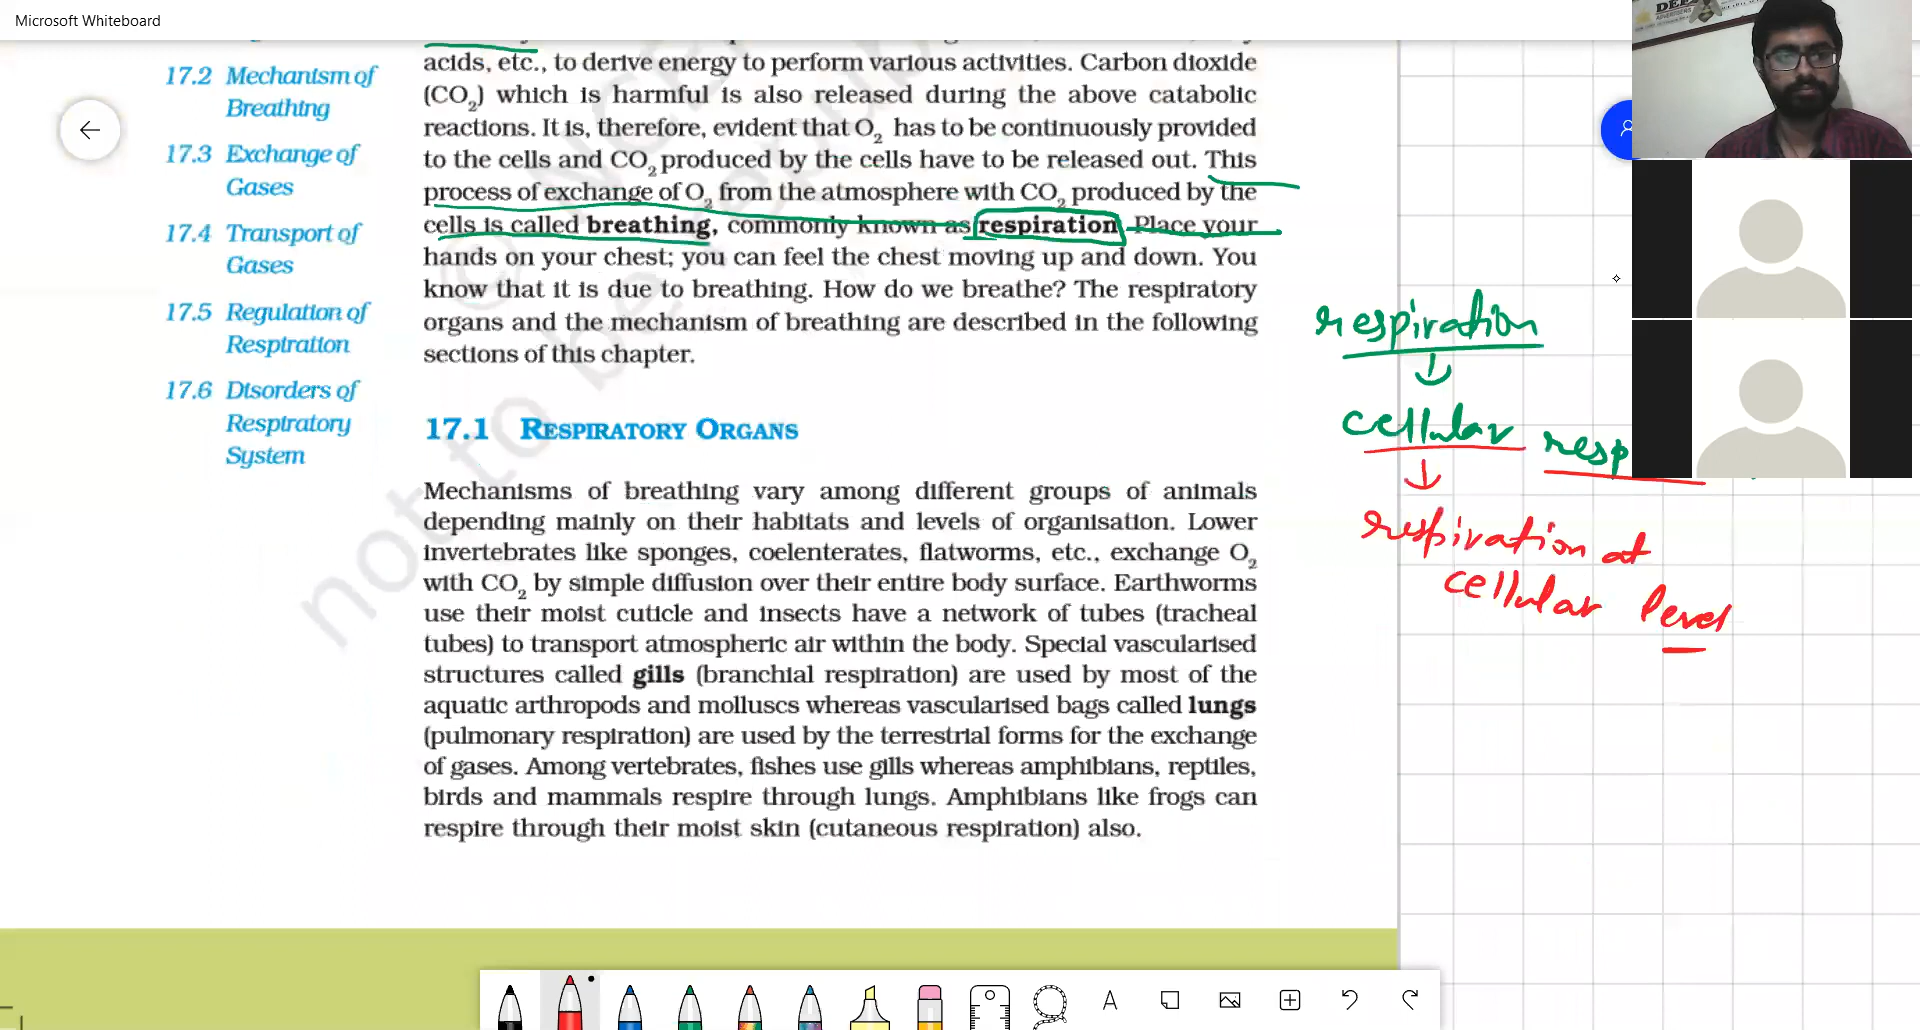 Microsoft Whiteboard
17.2 Mechanism of
Breathing
17.3 Exchange of
Gases
17.4 Transport of
Gases
17.5 Regulation of
Respiration
17.6 Disorders of
Respiratory
System
acids, etc., to derive energy to perform various activities. Carbon dioxide
(CO₂) which is harmful is also released during the above catabolic
reactions. It is, therefore, evident that O₂ has to be continuously provided
to the cells and CO₂ produced by the cells have to be released out. This
process of exchange of O₂ from the atmosphere with CO₂ produced by the
cells is called breathing, commonly known as respiration. Place your
hands on your chest; you can feel the chest moving up and down. You
know that it is due to breathing. How do we breathe? The respiratory
organs and the mechanism of breathing are described in the following
sections of this chapter.
17.1 RESPIRATORY ORGANS
Mechanisms of breathing vary among different groups of animals
depending mainly on their habitats and levels of organisation. Lower
invertebrates like sponges, coelenterates, flatworms, etc., exchange O₂
with CO₂ by simple diffusion over their entire body surface. Earthworms
use their moist cuticle and insects have a network of tubes (tracheal
tubes) to transport atmospheric air within the body. Special vascularised
structures called gills (branchial respiration) are used by most of the
aquatic arthropods and molluscs whereas vascularised bags called lungs
(pulmonary respiration) are used by the terrestrial forms for the exchange
of gases. Among vertebrates, fishes use gills whereas amphibians, reptiles,
birds and mammals respire through lungs. Amphibians like frogs can
respire through their moist skin (cutaneous respiration) also.
not to be
respiration
cellular resp
respiration at
cellular level